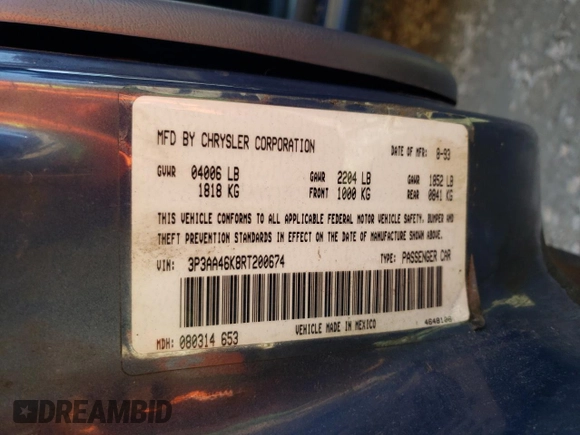 MFD BY CHRYSLER CORPORATION DATE OF MFR: 8-93
GVWR 04006 LB GAWR 2204 LB GAWR 1852 LB
1818 KG FRONT 1000 KG REAR 0841 KG
THIS VEHICLE CONFORMS TO ALL APPLICABLE FEDERAL MOTOR VEHICLE SAFETY, BUMPER AND
THEFT PREVENTION STANDARDS IN EFFECT ON THE DATE OF MANUFACTURE SHOWN ABOVE.
VIN: 3P3AA46K8RT200674 TYPE: PASSENGER CAR
MDH: 080314 653 VEHICLE MADE IN MEXICO
DREAMBID